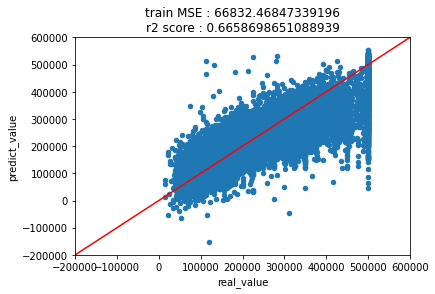 train MSE : 66832.46847339196
r2 score : 0.6658698651088939
600000
500000
400000
300000
200000
100000
0
−100000
−200000
predict_value
−200000 −100000 0 100000 200000 300000 400000 500000 600000
real_value